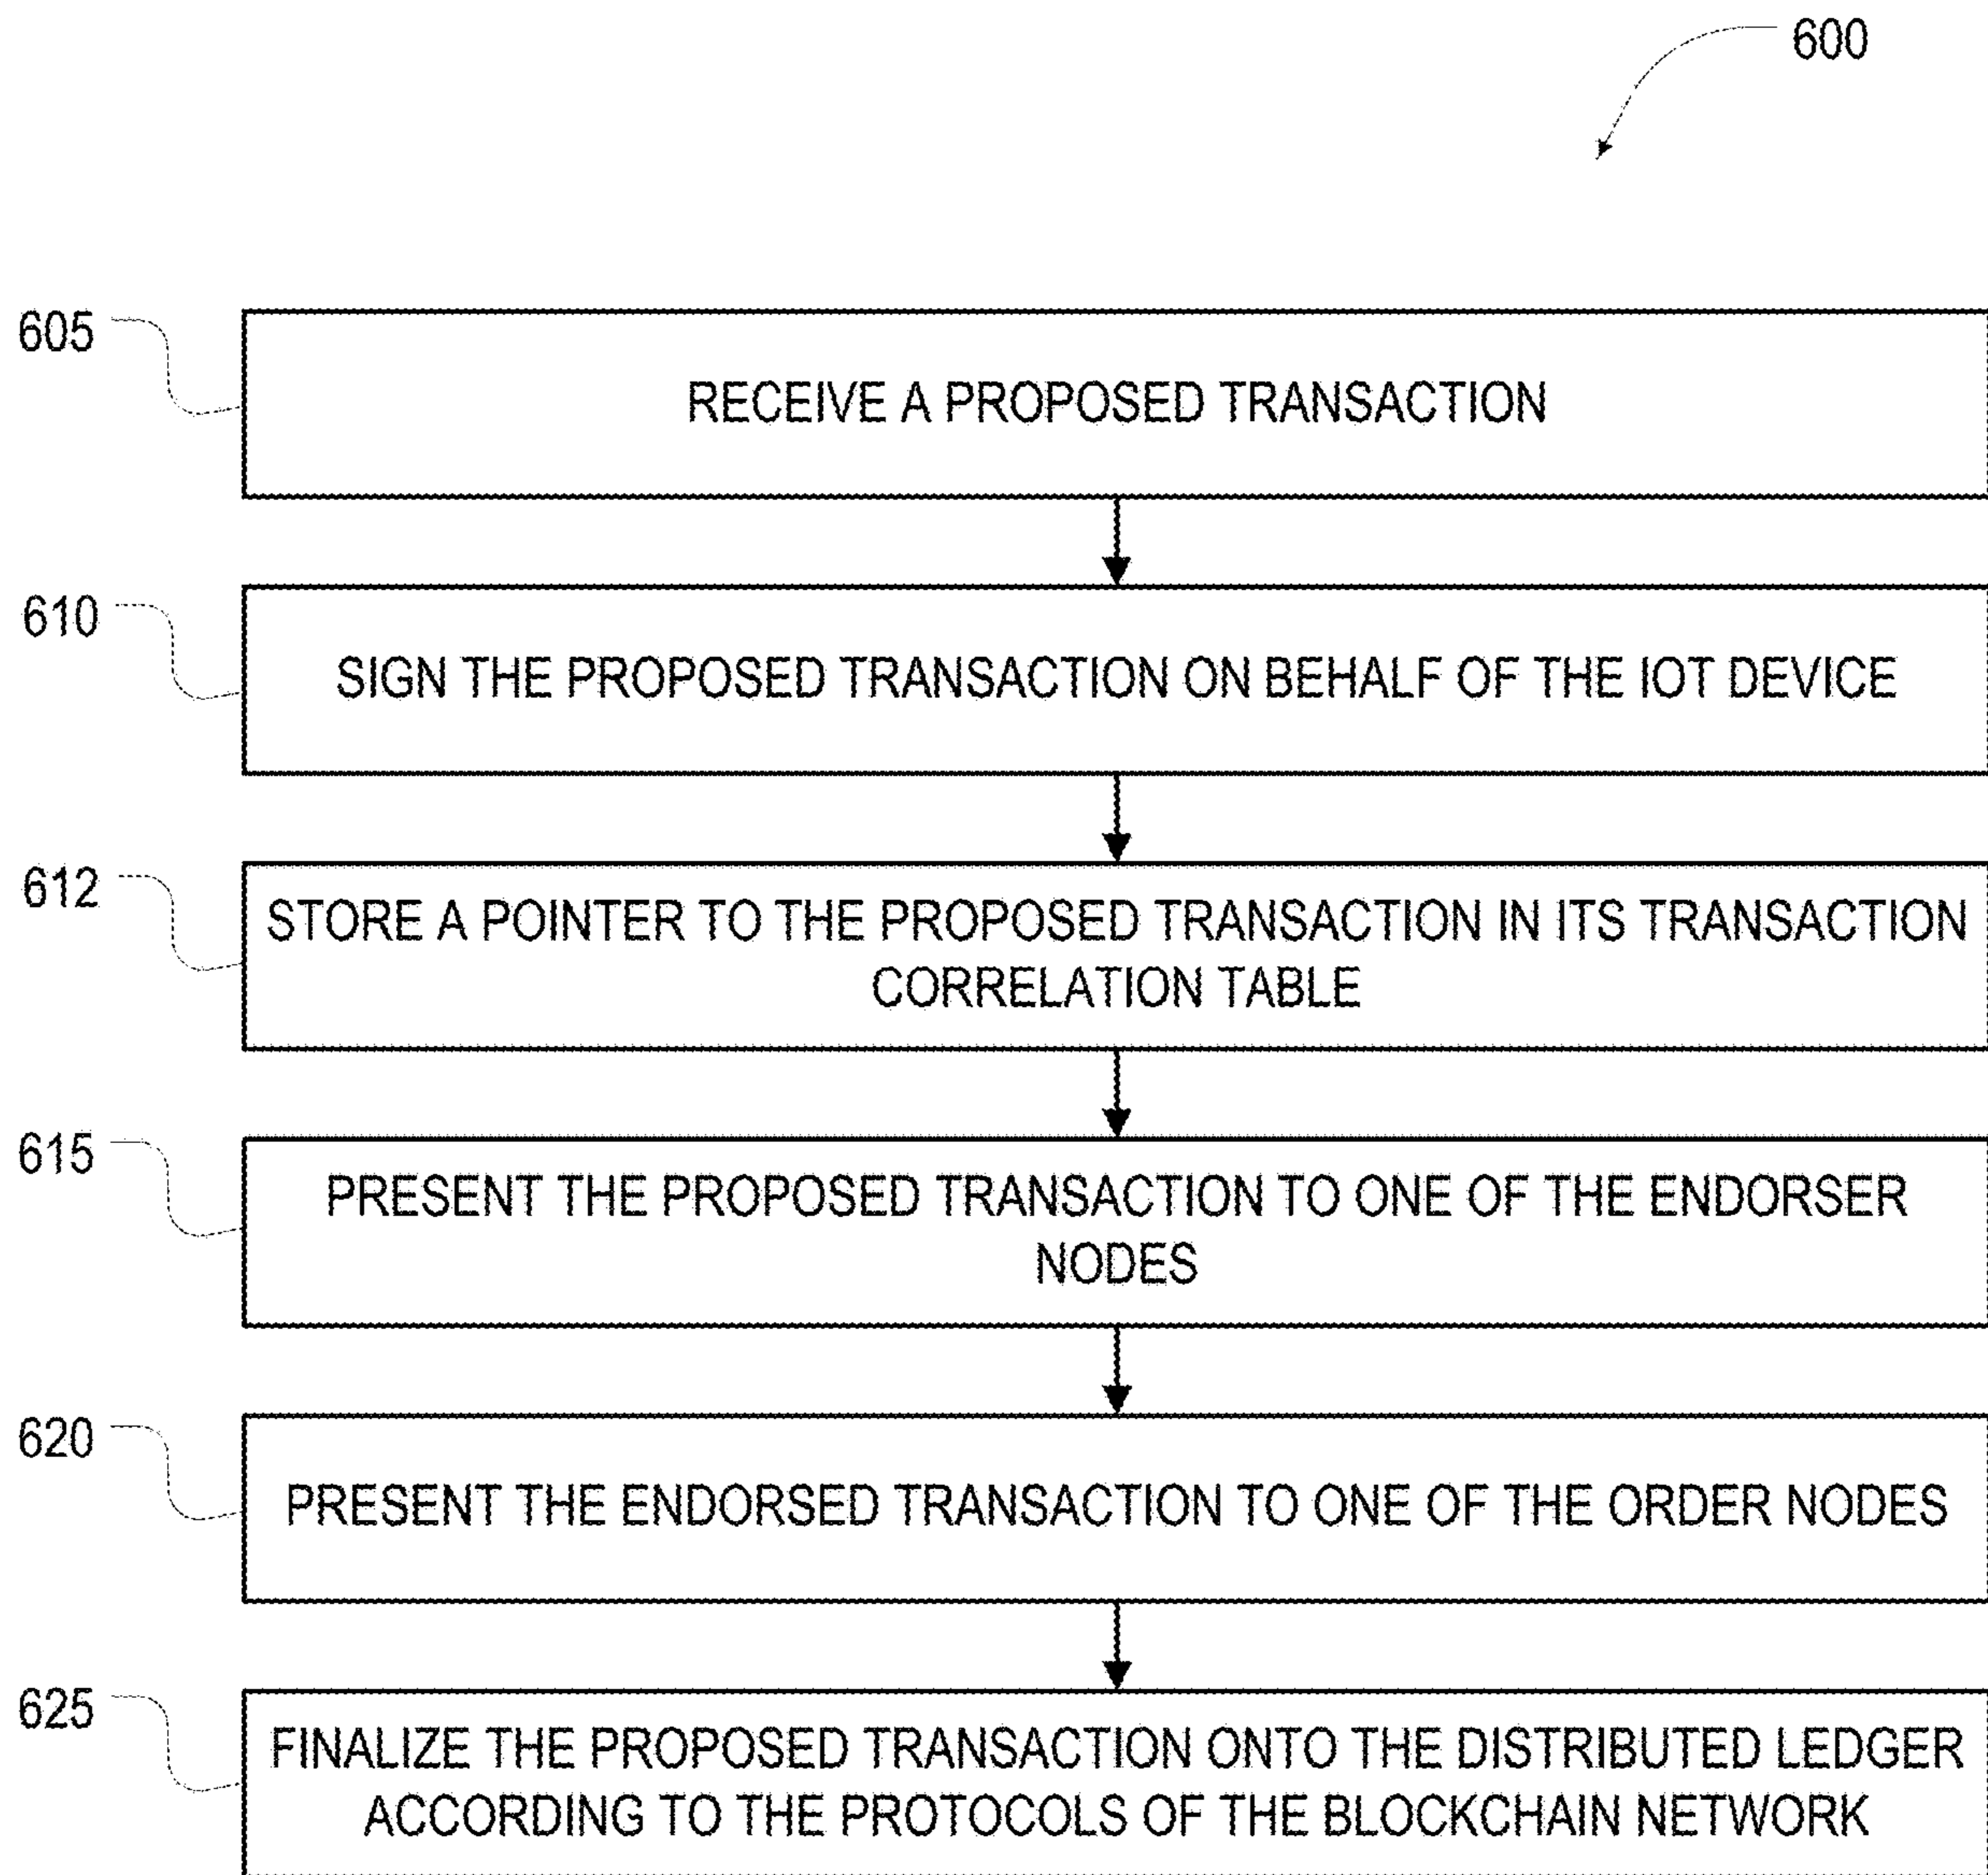 600
605
RECEIVE A PROPOSED TRANSACTION
610
SIGN THE PROPOSED TRANSACTION ON BEHALF OF THE IOT DEVICE
612
STORE A POINTER TO THE PROPOSED TRANSACTION IN ITS TRANSACTION
CORRELATION TABLE
615
PRESENT THE PROPOSED TRANSACTION TO ONE OF THE ENDORSER
NODES
620
PRESENT THE ENDORSED TRANSACTION TO ONE OF THE ORDER NODES
625
FINALIZE THE PROPOSED TRANSACTION ONTO THE DISTRIBUTED LEDGER
ACCORDING TO THE PROTOCOLS OF THE BLOCKCHAIN NETWORK